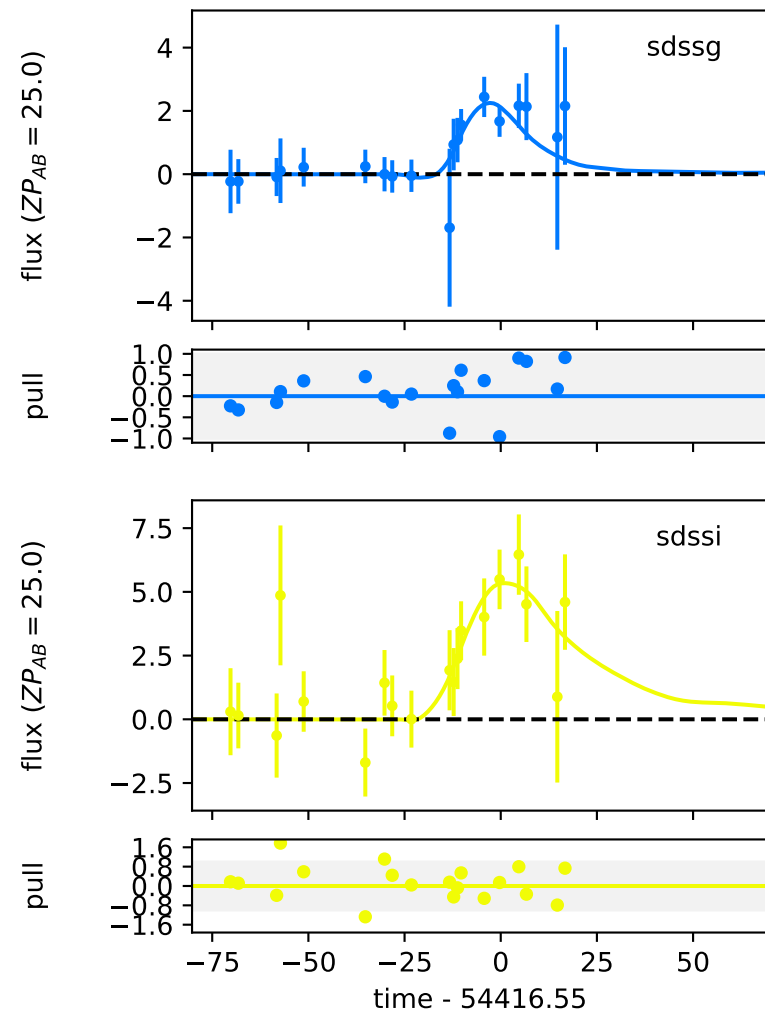 sdssg
flux (ZP_AB = 25.0)
4
2
0
−2
−4
pull
1.0
0.5
0.0
−0.5
−1.0
sdssi
flux (ZP_AB = 25.0)
7.5
5.0
2.5
0.0
−2.5
pull
1.6
0.8
0.0
−0.8
−1.6
−75 −50 −25 0 25 50
time - 54416.55